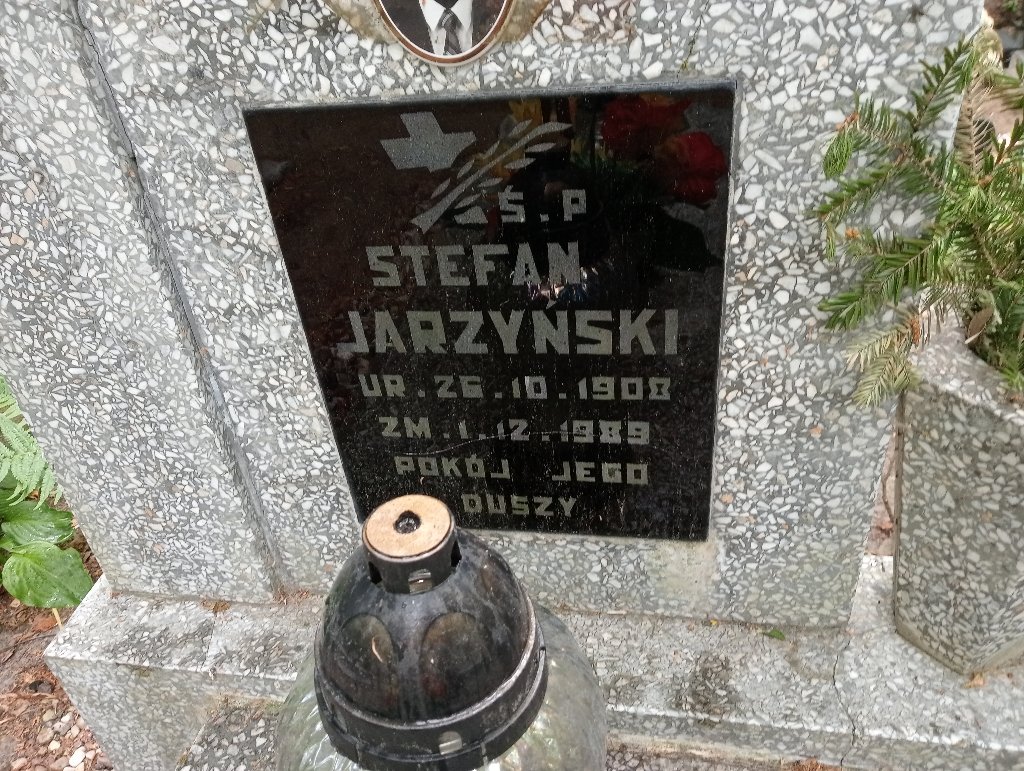 Ś.P
STEFAN
JARZYŃSKI
UR.26.10.1908
ZM.1.12.1989
POKÓJ JEGO
DUSZY